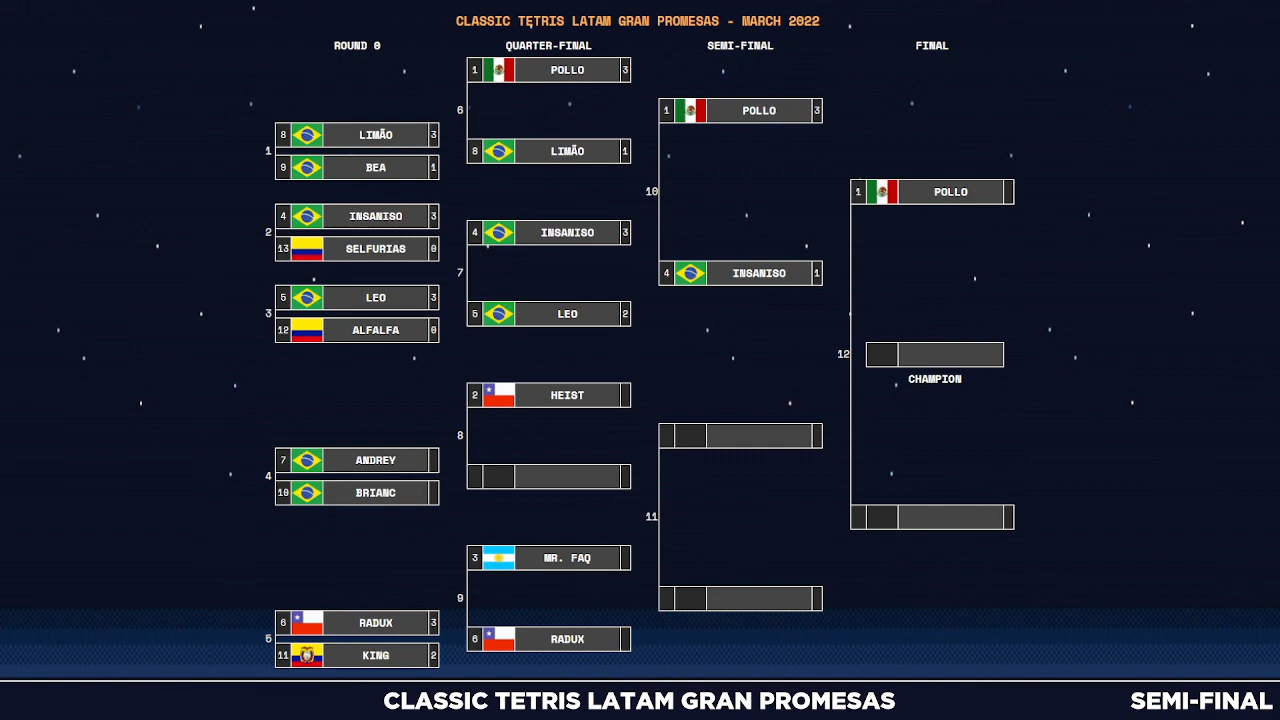 CLASSIC TETRIS LATAM GRAN PROMESAS - MARCH 2022
ROUND 0
QUARTER-FINAL
SEMI-FINAL
FINAL
1
8 LIMÃO 3
9 BEA 1
2
4 INSANISO 3
13 SELFURIAS 0
3
5 LEO 3
12 ALFALFA 0
4
7 ANDREY
10 BRIANC
5
6 RADUX 3
11 KING 2
6
1 POLLO 3
8 LIMÃO 1
7
4 INSANISO 3
5 LEO 2
8
2 HEIST
9
3 MR. FAQ
6 RADUX
10
1 POLLO 3
4 INSANISO 1
11
12
1 POLLO
CHAMPION
CLASSIC TETRIS LATAM GRAN PROMESAS
SEMI-FINAL